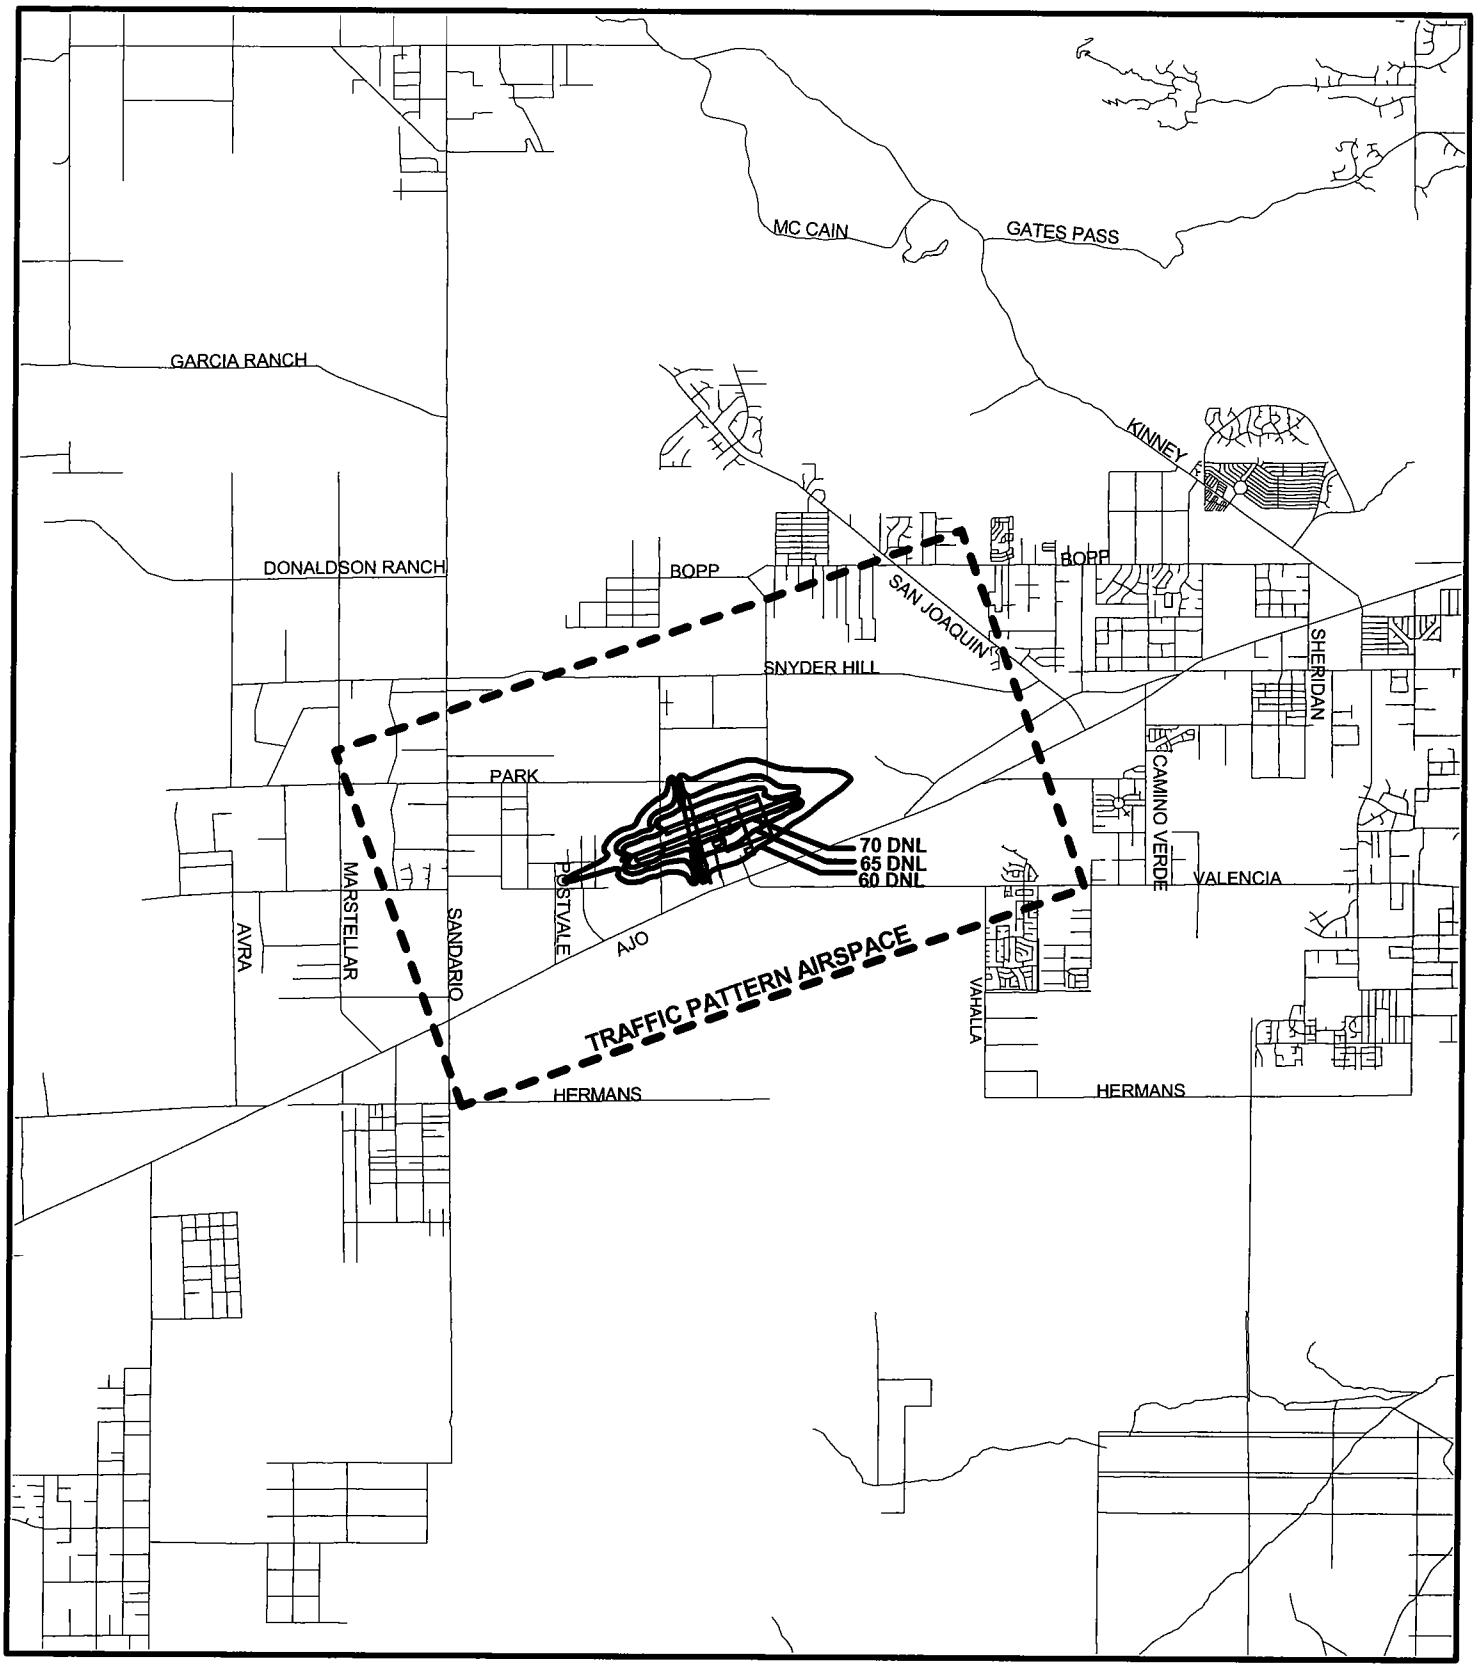 MC CAIN
GATES PASS
GARCIA RANCH
KINNEY
DONALDSON RANCH
BOPP
BOPP
SAN JOAQUIN
SNYDER HILL
SHERIDAN
PARK
CAMINO VERDE
70 DNL
65 DNL
60 DNL
VALENCIA
MARSTELLAR
POSTVALE
AVRA
SANDARIO
AJO
TRAFFIC PATTERN AIRSPACE
VAHALLA
HERMANS
HERMANS